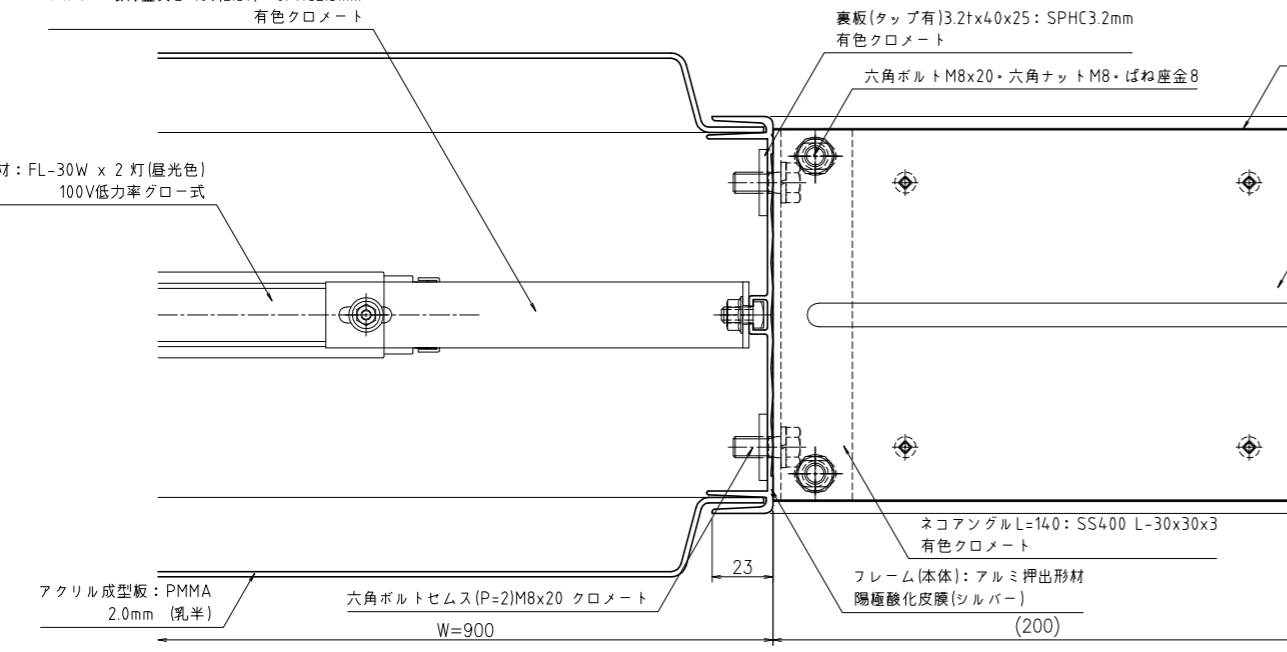 有色クロメート
裏板(タップ有)3.2tx40x25：SPHC3.2mm
有色クロメート
六角ボルトM8x20・六角ナットM8・ばね座金8
材：FL-30W x 2 灯(昼光色)
100V低力率グロー式
ネコアングルL=140：SS400 L-30x30x3
有色クロメート
23
フレーム(本体)：アルミ押出形材
陽極酸化皮膜(シルバー)
アクリル成型板：PMMA
2.0mm (乳半)
六角ボルトセムス(P=2)M8x20 クロメート
W=900
(200)